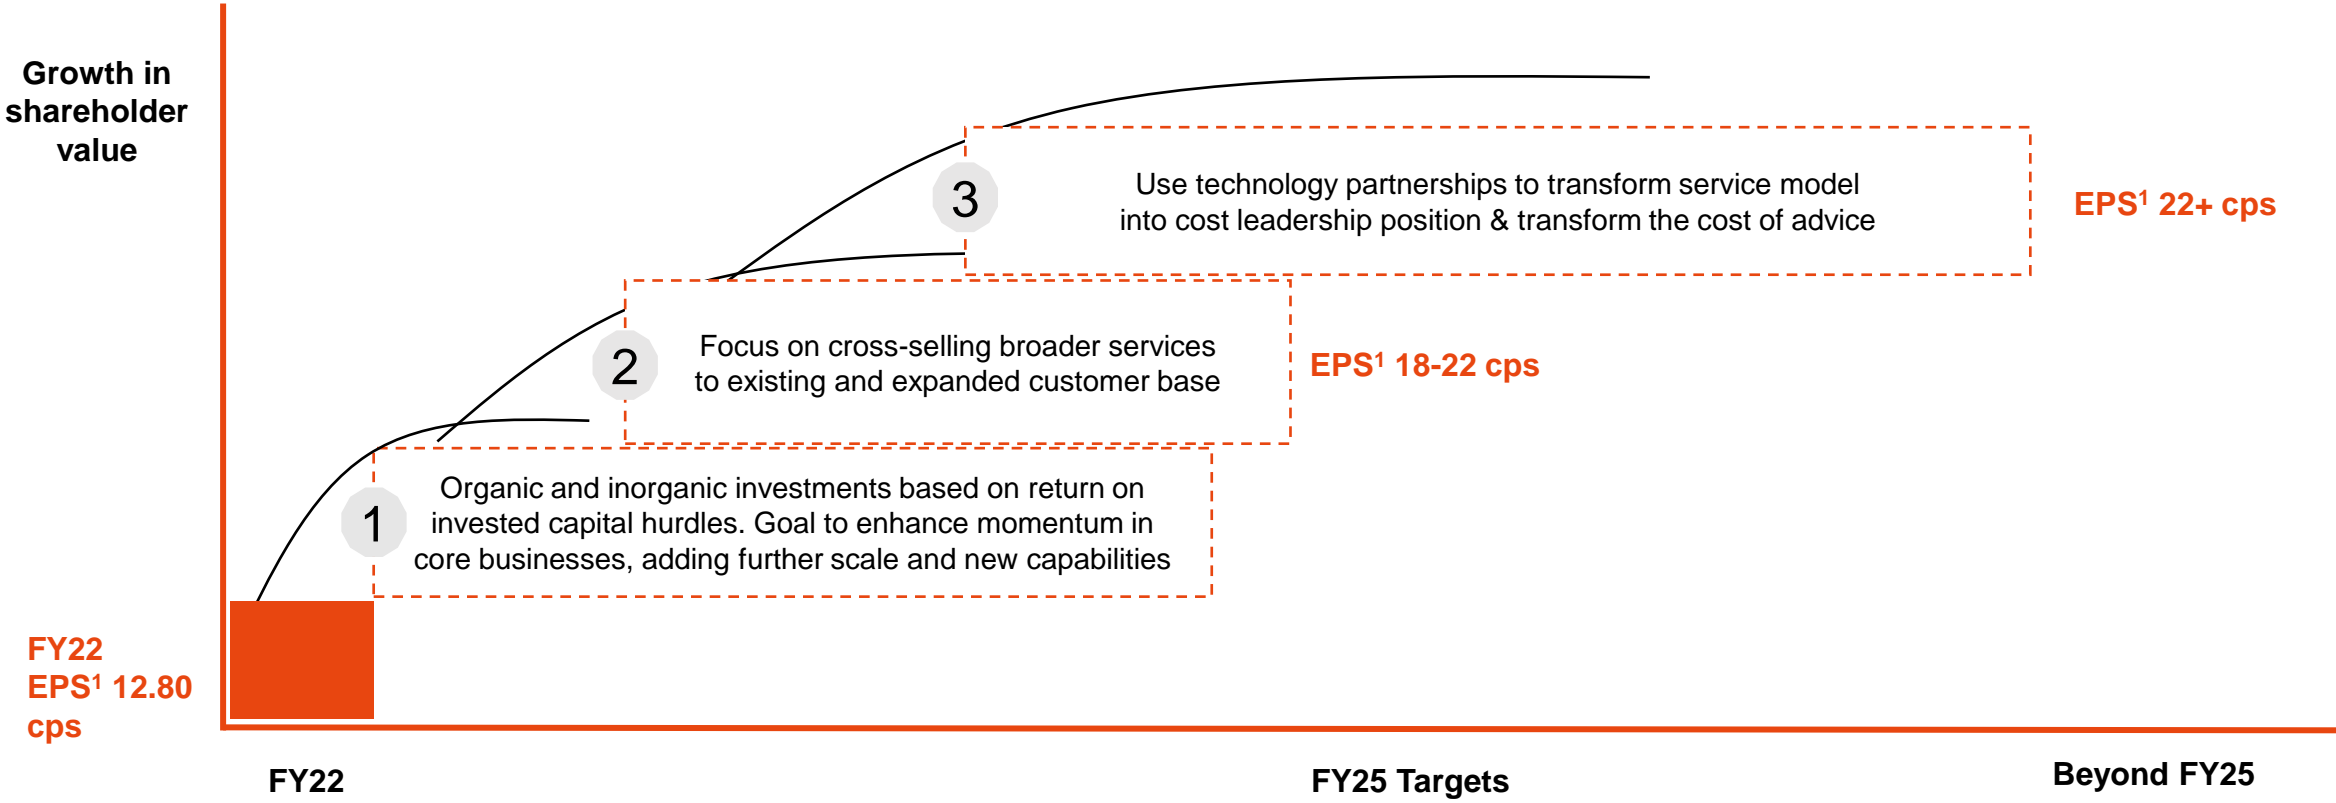 Growth in
shareholder
value
3
Use technology partnerships to transform service model
into cost leadership position & transform the cost of advice
EPS¹ 22+ cps
2
Focus on cross-selling broader services
to existing and expanded customer base
EPS¹ 18-22 cps
1
Organic and inorganic investments based on return on
invested capital hurdles. Goal to enhance momentum in
core businesses, adding further scale and new capabilities
FY22
EPS¹ 12.80
cps
FY22
FY25 Targets
Beyond FY25